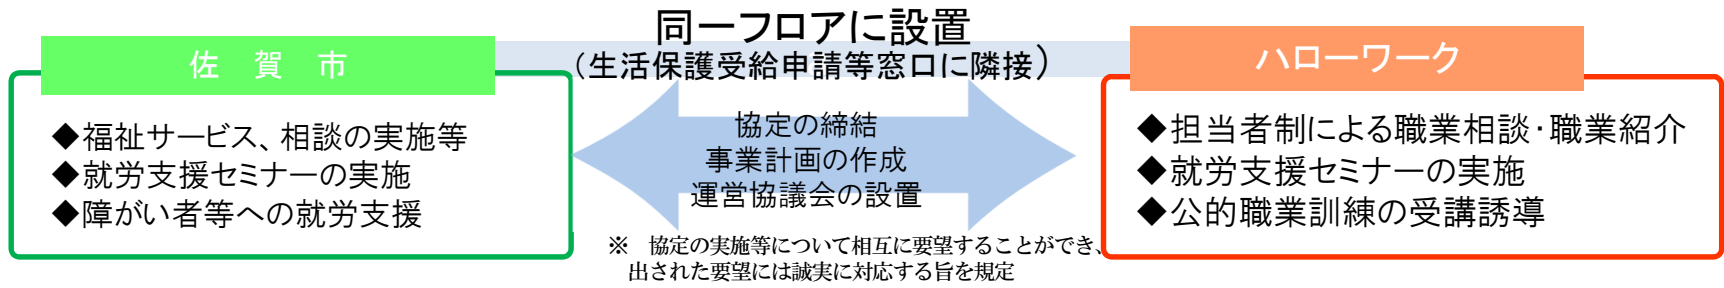 同一フロアに設置
（生活保護受給申請等窓口に隣接）
佐　賀　市
◆福祉サービス、相談の実施等
◆就労支援セミナーの実施
◆障がい者等への就労支援
協定の締結
事業計画の作成
運営協議会の設置
※　協定の実施等について相互に要望することができ、
出された要望には誠実に対応する旨を規定
ハローワーク
◆担当者制による職業相談・職業紹介
◆就労支援セミナーの実施
◆公的職業訓練の受講誘導